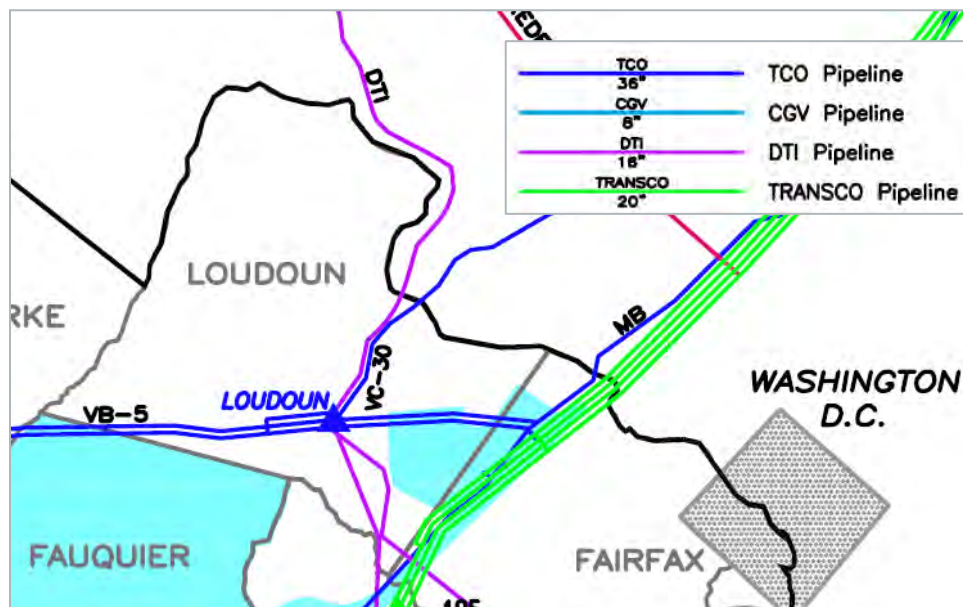 DTI
TCO
36"
TCO Pipeline
CGV
8"
CGV Pipeline
DTI
16"
DTI Pipeline
TRANSCO
20"
TRANSCO Pipeline
LOUDOUN
RKE
MB
VC-30
WASHINGTON
D.C.
LOUDOUN
VB-5
FAUQUIER
FAIRFAX